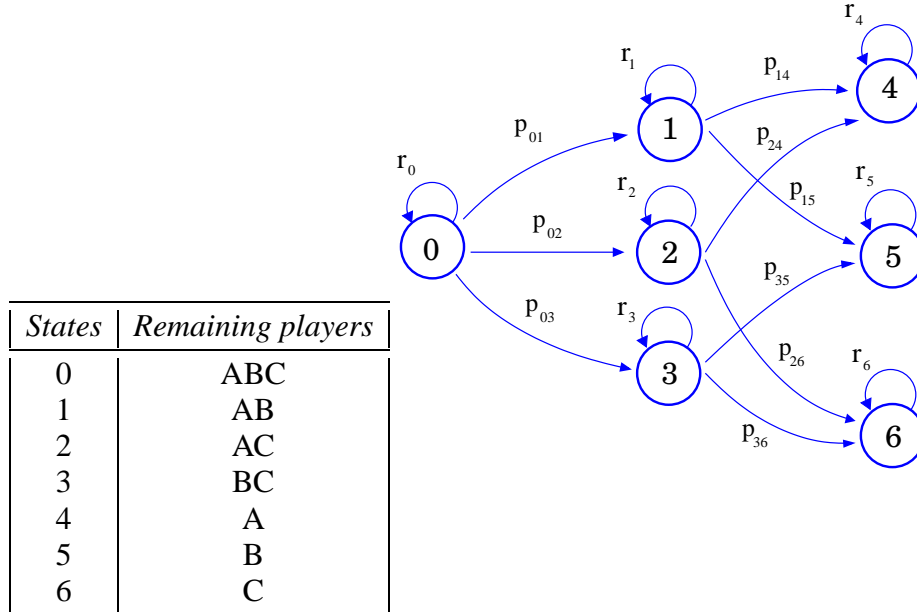 r₄
r₁
p₁₄
4
1
p₀₁
p₂₄
r₀
r₂
p₁₅
r₅
0
p₀₂
2
5
p₃₅
p₀₃
r₃
States Remaining players
3
p₂₆
r₆
0 ABC
p₃₆
6
1 AB
2 AC
3 BC
4 A
5 B
6 C